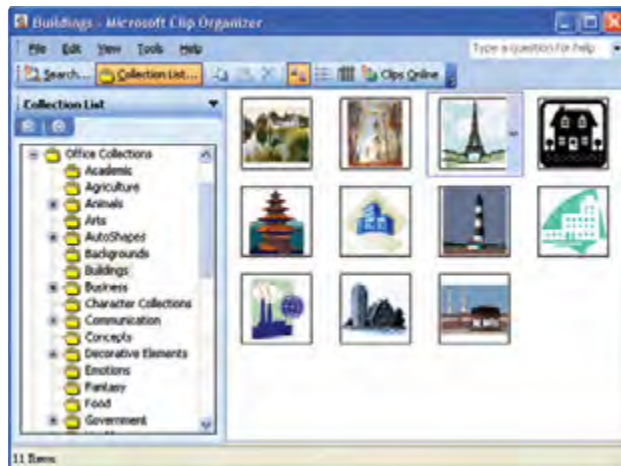 Buildings - Microsoft Clip Organizer
File Edit View Tools Help
Type a question for help
Search... Collection List... Clips Online
Collection List
Office Collections
Academic
Agriculture
Animals
Arts
AutoShapes
Backgrounds
Buildings
Business
Character Collections
Communication
Concepts
Decorative Elements
Emotions
Fantasy
Food
Government
11 Items